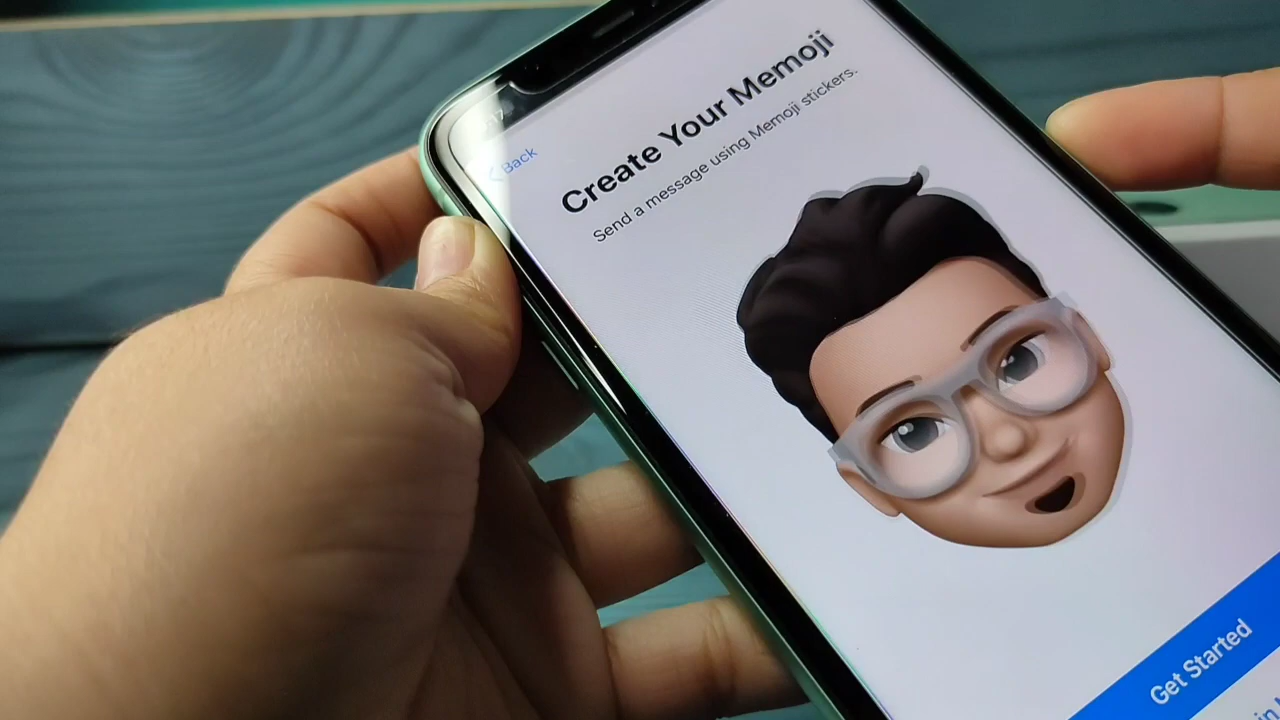 Back
Create Your Memoji
Send a message using Memoji stickers.
Get Started